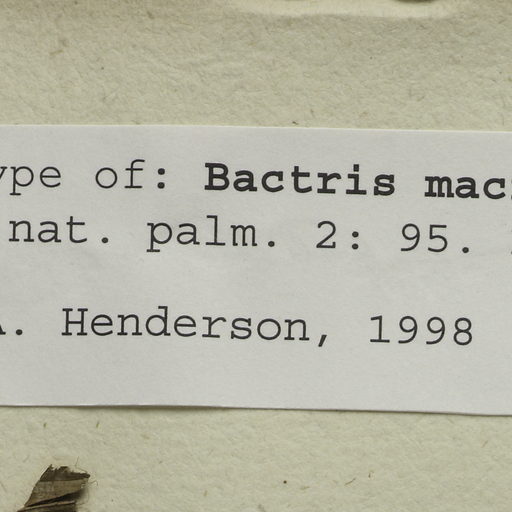 ype of: Bactris mac
nat. palm. 2: 95.
A. Henderson, 1998